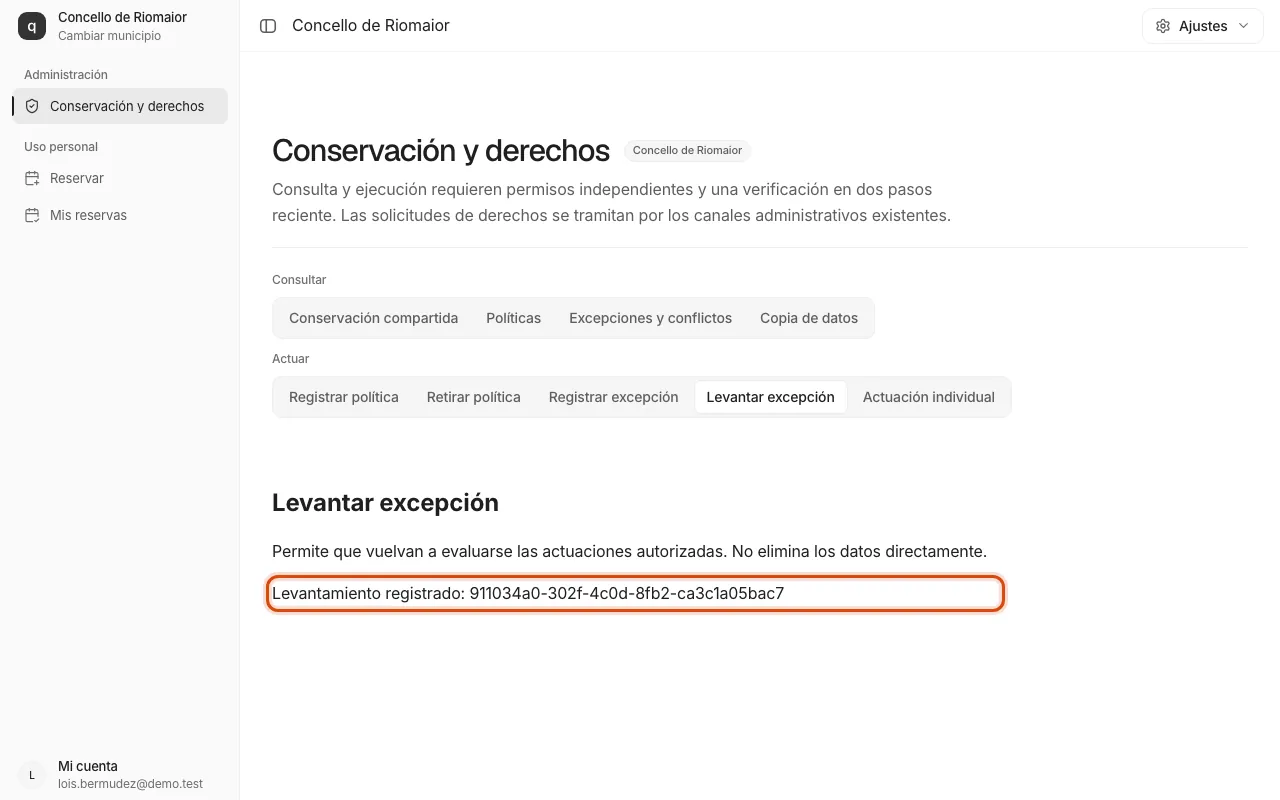 q
Concello de Riomaior
Cambiar municipio
Administración
Conservación y derechos
Uso personal
Reservar
Mis reservas
L
Mi cuenta
lois.bermudez@demo.test
Concello de Riomaior
Ajustes
Conservación y derechos
Concello de Riomaior
Consulta y ejecución requieren permisos independientes y una verificación en dos pasos
reciente. Las solicitudes de derechos se tramitan por los canales administrativos existentes.
Consultar
Conservación compartida Políticas Excepciones y conflictos Copia de datos
Actuar
Registrar política Retirar política Registrar excepción Levantar excepción Actuación individual
Levantar excepción
Permite que vuelvan a evaluarse las actuaciones autorizadas. No elimina los datos directamente.
Levantamiento registrado: 911034a0-302f-4c0d-8fb2-ca3c1a05bac7